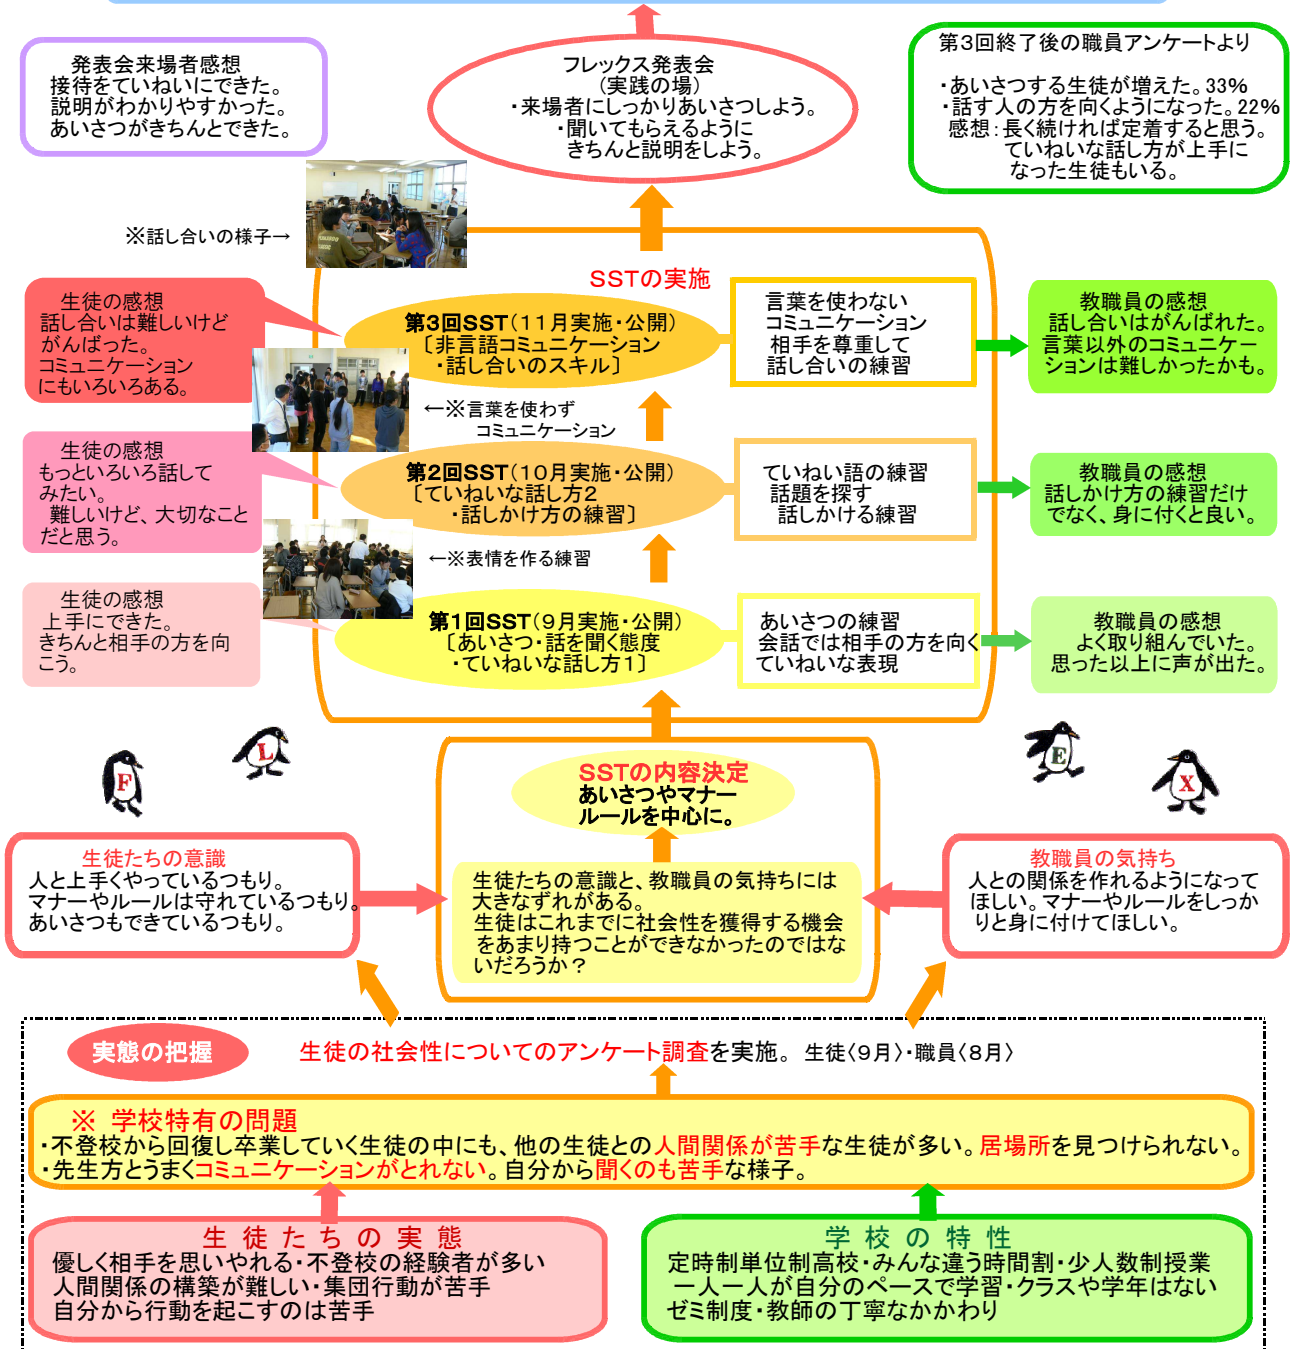 発表会来場者感想
接待をていねいにできた。
説明がわかりやすかった。
あいさつがきちんとできた。
フレックス発表会
(実践の場)
・来場者にしっかりあいさつしよう。
・聞いてもらえるように
きちんと説明をしよう。
第3回終了後の職員アンケートより
・あいさつする生徒が増えた。33%
・話す人の方を向くようになった。22%
感想：長く続ければ定着すると思う。
ていねいな話し方が上手に
なった生徒もいる。
※話し合いの様子→
SSTの実施
生徒の感想
話し合いは難しいけど
がんばった。
コミュニケーション
にもいろいろある。
第3回SST(11月実施・公開)
〔非言語コミュニケーション
・話し合いのスキル〕
言葉を使わない
コミュニケーション
相手を尊重して
話し合いの練習
教職員の感想
話し合いはがんばれた。
言葉以外のコミュニケー
ションは難しかったかも。
←※言葉を使わず
コミュニケーション
生徒の感想
もっといろいろ話して
みたい。
難しいけど、大切なこと
だと思う。
第2回SST(10月実施・公開)
〔ていねいな話し方2
・話しかけ方の練習〕
ていねい語の練習
話題を探す
話しかける練習
教職員の感想
話しかけ方の練習だけ
でなく、身に付くと良い。
←※表情を作る練習
生徒の感想
上手にできた。
きちんと相手の方を向
こう。
第1回SST(9月実施・公開)
〔あいさつ・話を聞く態度
・ていねいな話し方1〕
あいさつの練習
会話では相手の方を向く
ていねいな表現
教職員の感想
よく取り組んでいた。
思った以上に声が出た。
F
L
E
X
SSTの内容決定
あいさつやマナー
ルールを中心に。
生徒たちの意識
人と上手くやっているつもり。
マナーやルールは守れているつもり。
あいさつもできているつもり。
生徒たちの意識と、教職員の気持ちには
大きなずれがある。
生徒はこれまでに社会性を獲得する機会
をあまり持つことができなかったのではな
いだろうか？
教職員の気持ち
人との関係を作れるようになって
ほしい。マナーやルールをしっか
りと身に付けてほしい。
実態の把握
生徒の社会性についてのアンケート調査を実施。 生徒〈9月〉・職員〈8月〉
※ 学校特有の問題
・不登校から回復し卒業していく生徒の中にも、他の生徒との人間関係が苦手な生徒が多い。居場所を見つけられない。
・先生方とうまくコミュニケーションがとれない。自分から聞くのも苦手な様子。
生徒たちの実態
優しく相手を思いやれる・不登校の経験者が多い
人間関係の構築が難しい・集団行動が苦手
自分から行動を起こすのは苦手
学校の特性
定時制単位制高校・みんな違う時間割・少人数制授業
一人一人が自分のペースで学習・クラスや学年はない
ゼミ制度・教師の丁寧なかかわり